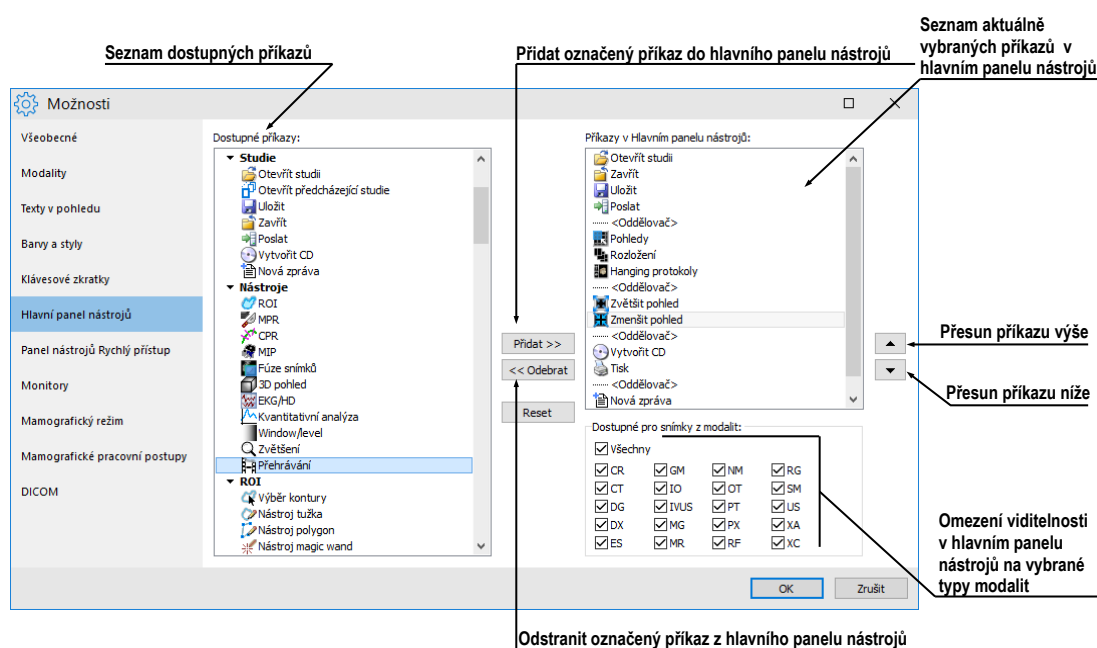 Seznam aktuálně
vybraných příkazů v
hlavním panelu nástrojů
Seznam dostupných příkazů
Přidat označený příkaz do hlavního panelu nástrojů
Možnosti
Všeobecné
Modality
Texty v pohledu
Barvy a styly
Klávesové zkratky
Hlavní panel nástrojů
Panel nástrojů Rychlý přístup
Monitory
Mamografický režim
Mamografické pracovní postupy
DICOM
Dostupné příkazy:
Studie
Otevřít studii
Otevřít předcházející studie
Uložit
Zavřít
Poslat
Vytvořit CD
Nová zpráva
Nástroje
ROI
MPR
CPR
MIP
Fúze snímků
3D pohled
EKG/HD
Kvantitativní analýza
Window/level
Zvětšení
Přehrávání
ROI
Výběr kontury
Nástroj tužka
Nástroj polygon
Nástroj magic wand
Přidat >>
<< Odebrat
Reset
Příkazy v Hlavním panelu nástrojů:
Otevřít studii
Zavřít
Uložit
Poslat
------ <Oddělovač>
Pohledy
Rozložení
Hanging protokoly
------ <Oddělovač>
Zvětšit pohled
Zmenšit pohled
------ <Oddělovač>
Vytvořit CD
Tisk
------ <Oddělovač>
Nová zpráva
Dostupné pro snímky z modalit:
Všechny
CR GM NM RG
CT IO OT SM
DG IVUS PT US
DX MG PX XA
ES MR RF XC
OK Zrušit
Přesun příkazu výše
Přesun příkazu níže
Omezení viditelnosti
v hlavním panelu
nástrojů na vybrané
typy modalit
Odstranit označený příkaz z hlavního panelu nástrojů